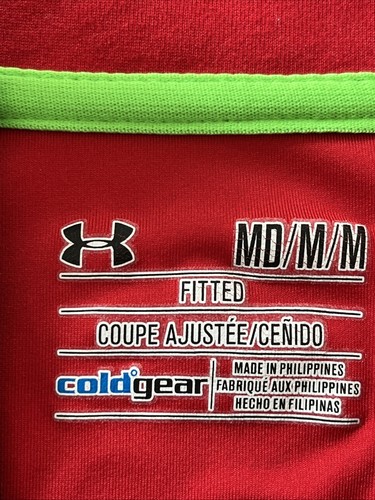 MD/M/M
FITTED
COUPE AJUSTÉE/CEÑIDO
coldgear
MADE IN PHILIPPINES
FABRIQUÉ AUX PHILIPPINES
HECHO EN FILIPINAS